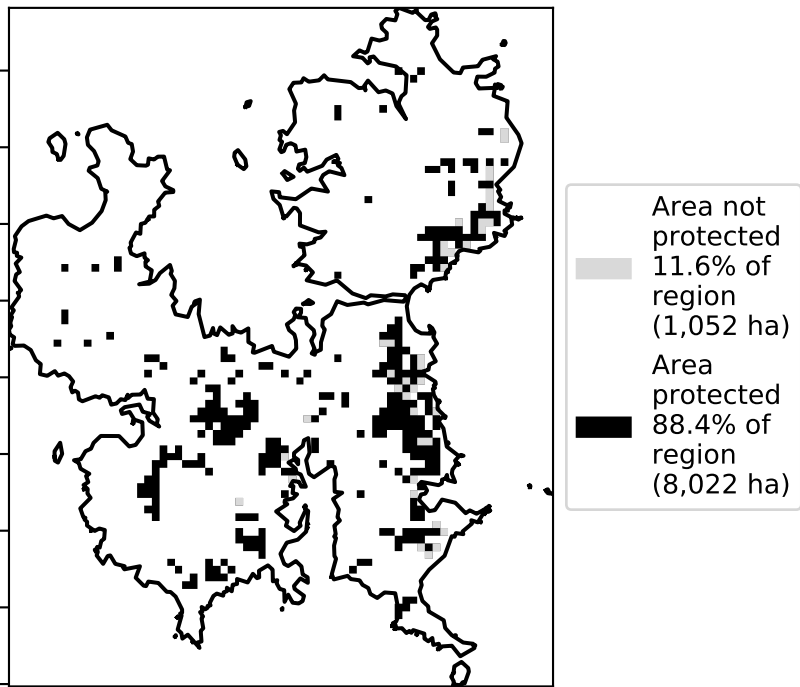 Area not
protected
11.6% of
region
(1,052 ha)
Area
protected
88.4% of
region
(8,022 ha)